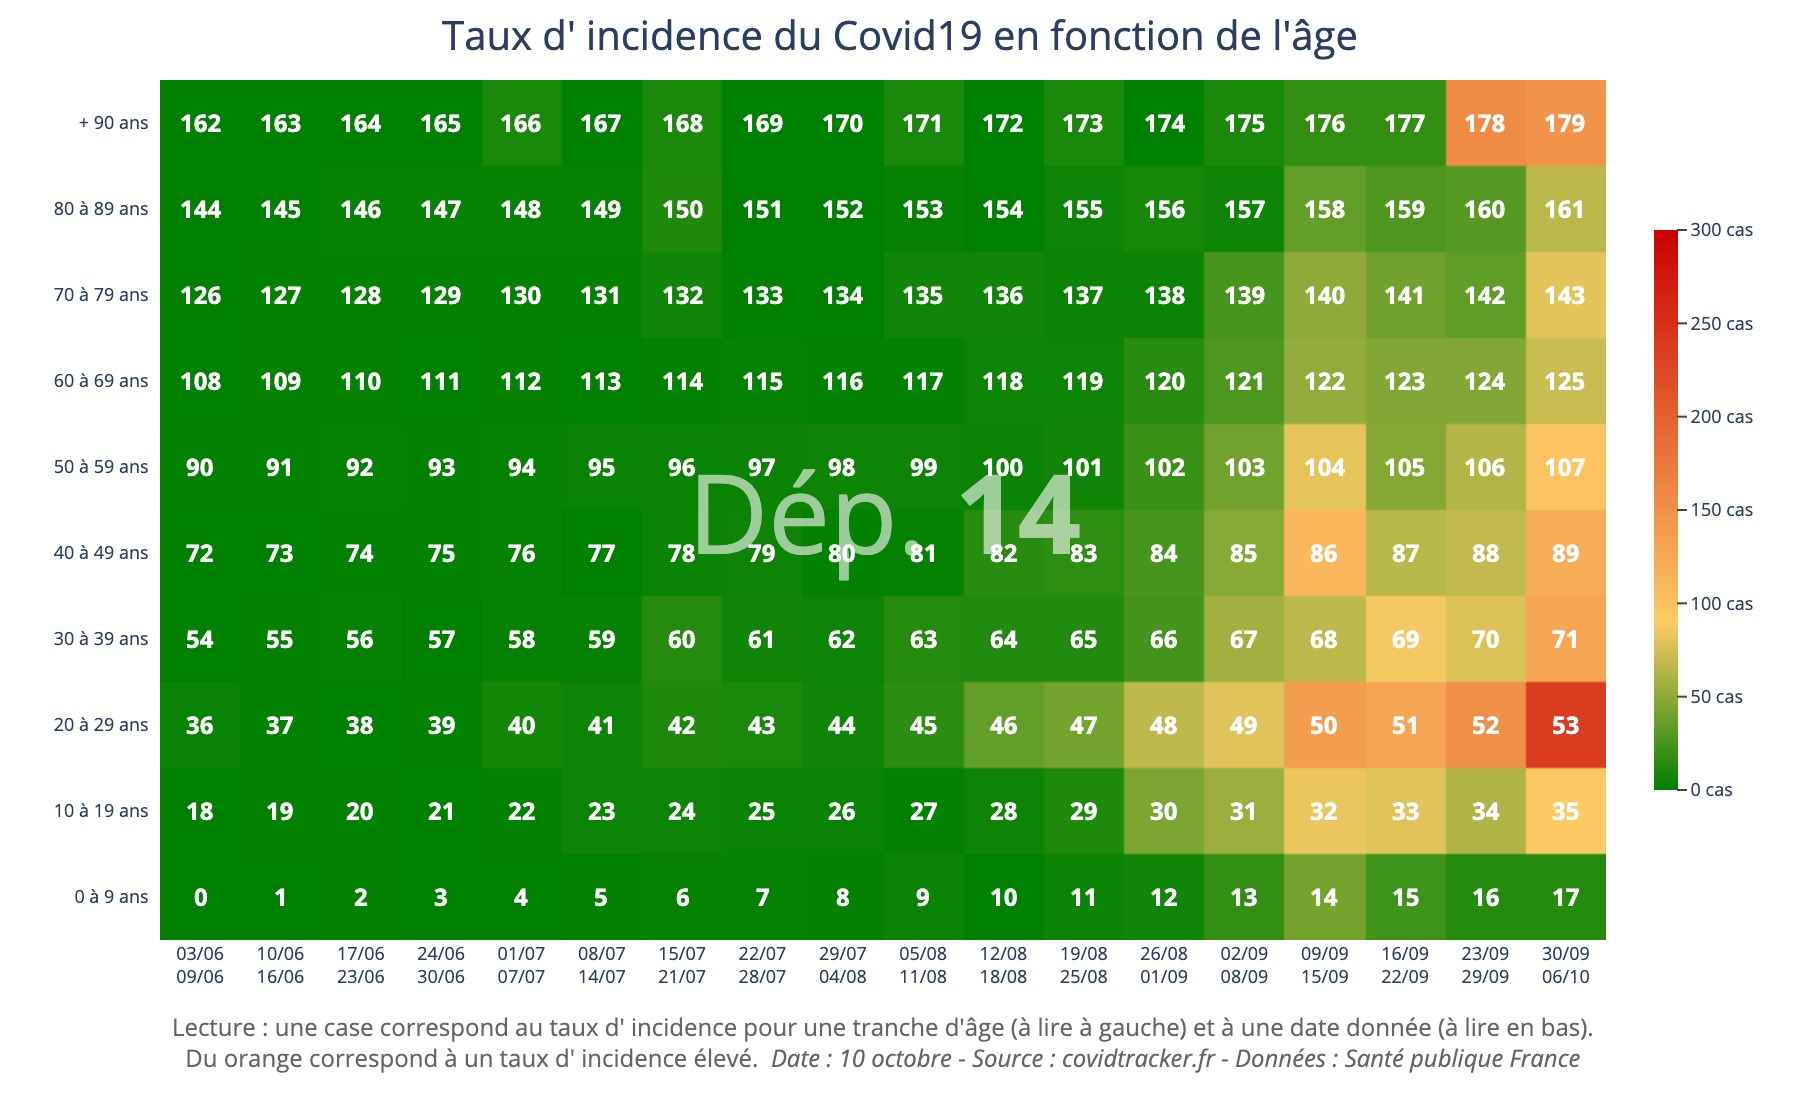 Taux d' incidence du Covid19 en fonction de l'âge
+ 90 ans 162 163 164 165 166 167 168 169 170 171 172 173 174 175 176 177 178 179
80 à 89 ans 144 145 146 147 148 149 150 151 152 153 154 155 156 157 158 159 160 161
300 cas
70 à 79 ans 126 127 128 129 130 131 132 133 134 135 136 137 138 139 140 141 142 143
250 cas
60 à 69 ans 108 109 110 111 112 113 114 115 116 117 118 119 120 121 122 123 124 125
200 cas
50 à 59 ans 90 91 92 93 94 95 96 97 98 99 100 101 102 103 104 105 106 107
Dép. 14
150 cas
40 à 49 ans 72 73 74 75 76 77 78 79 80 81 82 83 84 85 86 87 88 89
100 cas
30 à 39 ans 54 55 56 57 58 59 60 61 62 63 64 65 66 67 68 69 70 71
50 cas
20 à 29 ans 36 37 38 39 40 41 42 43 44 45 46 47 48 49 50 51 52 53
0 cas
10 à 19 ans 18 19 20 21 22 23 24 25 26 27 28 29 30 31 32 33 34 35
0 à 9 ans 0 1 2 3 4 5 6 7 8 9 10 11 12 13 14 15 16 17
03/06 10/06 17/06 24/06 01/07 08/07 15/07 22/07 29/07 05/08 12/08 19/08 26/08 02/09 09/09 16/09 23/09 30/09
09/06 16/06 23/06 30/06 07/07 14/07 21/07 28/07 04/08 11/08 18/08 25/08 01/09 08/09 15/09 22/09 29/09 06/10
Lecture : une case correspond au taux d' incidence pour une tranche d'âge (à lire à gauche) et à une date donnée (à lire en bas).
Du orange correspond à un taux d' incidence élevé. Date : 10 octobre - Source : covidtracker.fr - Données : Santé publique France